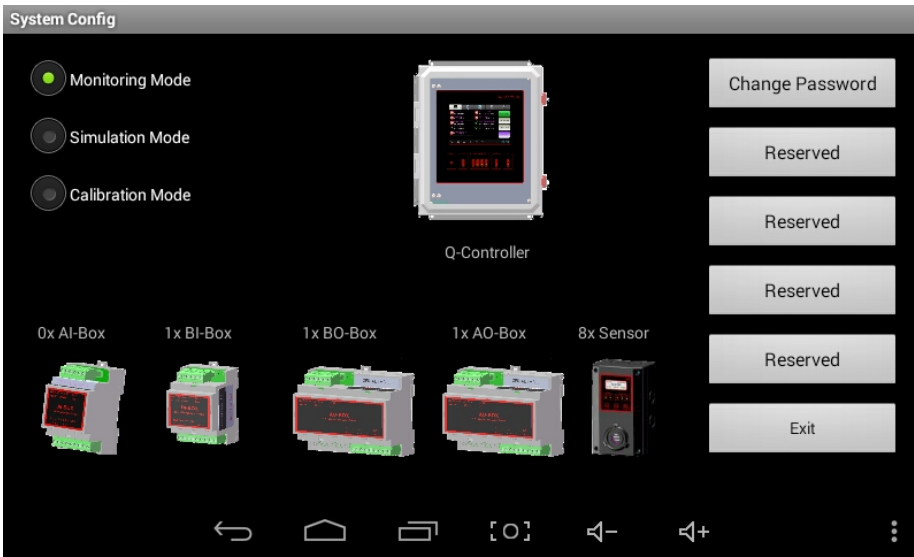 System Config
Monitoring Mode
Simulation Mode
Calibration Mode
Q-Controller
0x AI-Box
1x BI-Box
1x BO-Box
1x AO-Box
8x Sensor
Change Password
Reserved
Reserved
Reserved
Reserved
Exit